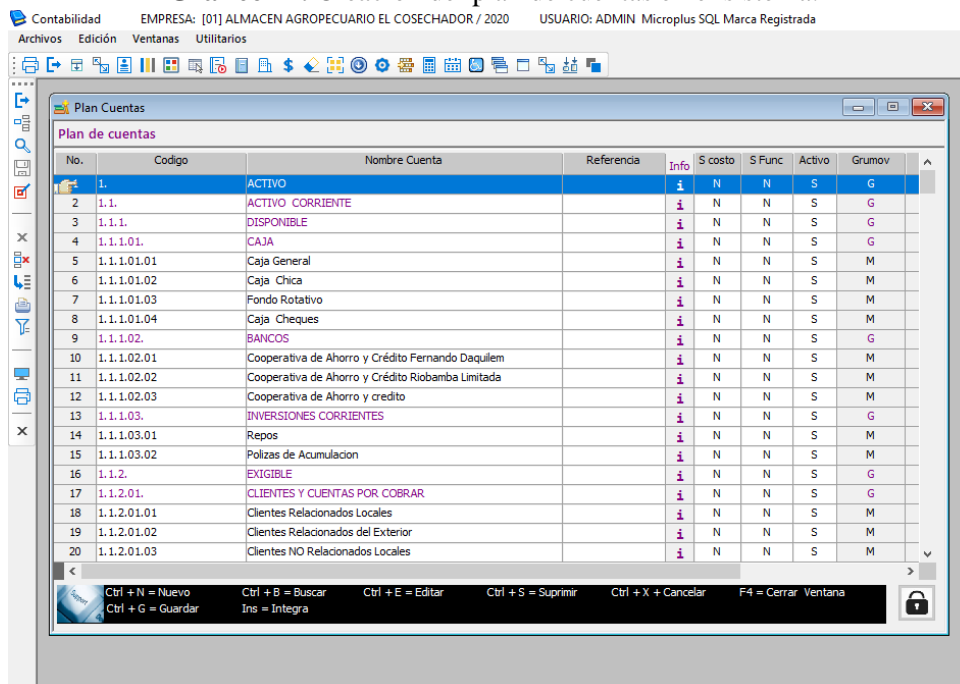 Contabilidad EMPRESA: [01] ALMACEN AGROPECUARIO EL COSECHADOR / 2020 USUARIO: ADMIN Microplus SQL Marca Registrada
Archivos Edición Ventanas Utilitarios
Plan Cuentas
Plan de cuentas
No. Codigo Nombre Cuenta Referencia Info S costo S Func Activo Grumov
1. ACTIVO i N N S G
2 1.1. ACTIVO CORRIENTE i N N S G
3 1.1.1. DISPONIBLE i N N S G
4 1.1.1.01. CAJA i N N S G
5 1.1.1.01.01 Caja General i N N S M
6 1.1.1.01.02 Caja Chica i N N S M
7 1.1.1.01.03 Fondo Rotativo i N N S M
8 1.1.1.01.04 Caja Cheques i N N S M
9 1.1.1.02. BANCOS i N N S G
10 1.1.1.02.01 Cooperativa de Ahorro y Crédito Fernando Daquilem i N N S M
11 1.1.1.02.02 Cooperativa de Ahorro y Crédito Riobamba Limitada i N N S M
12 1.1.1.02.03 Cooperativa de Ahorro y credito i N N S M
13 1.1.1.03. INVERSIONES CORRIENTES i N N S G
14 1.1.1.03.01 Repos i N N S M
15 1.1.1.03.02 Polizas de Acumulacion i N N S M
16 1.1.2. EXIGIBLE i N N S G
17 1.1.2.01. CLIENTES Y CUENTAS POR COBRAR i N N S G
18 1.1.2.01.01 Clientes Relacionados Locales i N N S M
19 1.1.2.01.02 Clientes Relacionados del Exterior i N N S M
20 1.1.2.01.03 Clientes NO Relacionados Locales i N N S M
Support Ctrl + N = Nuevo Ctrl + B = Buscar Ctrl + E = Editar Ctrl + S = Suprimir Ctrl + X + Cancelar F4 = Cerrar Ventana
Ctrl + G = Guardar Ins = Integra